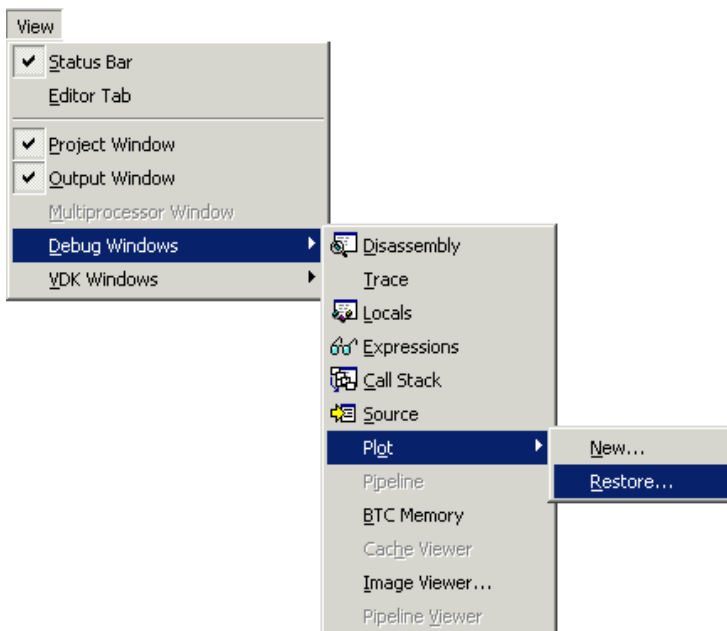 View
Status Bar
Editor Tab
Project Window
Output Window
Multiprocessor Window
Debug Windows
VDK Windows
Disassembly
Trace
Locals
Expressions
Call Stack
Source
Plot
Pipeline
BTC Memory
Cache Viewer
Image Viewer...
Pipeline Viewer
New...
Restore...